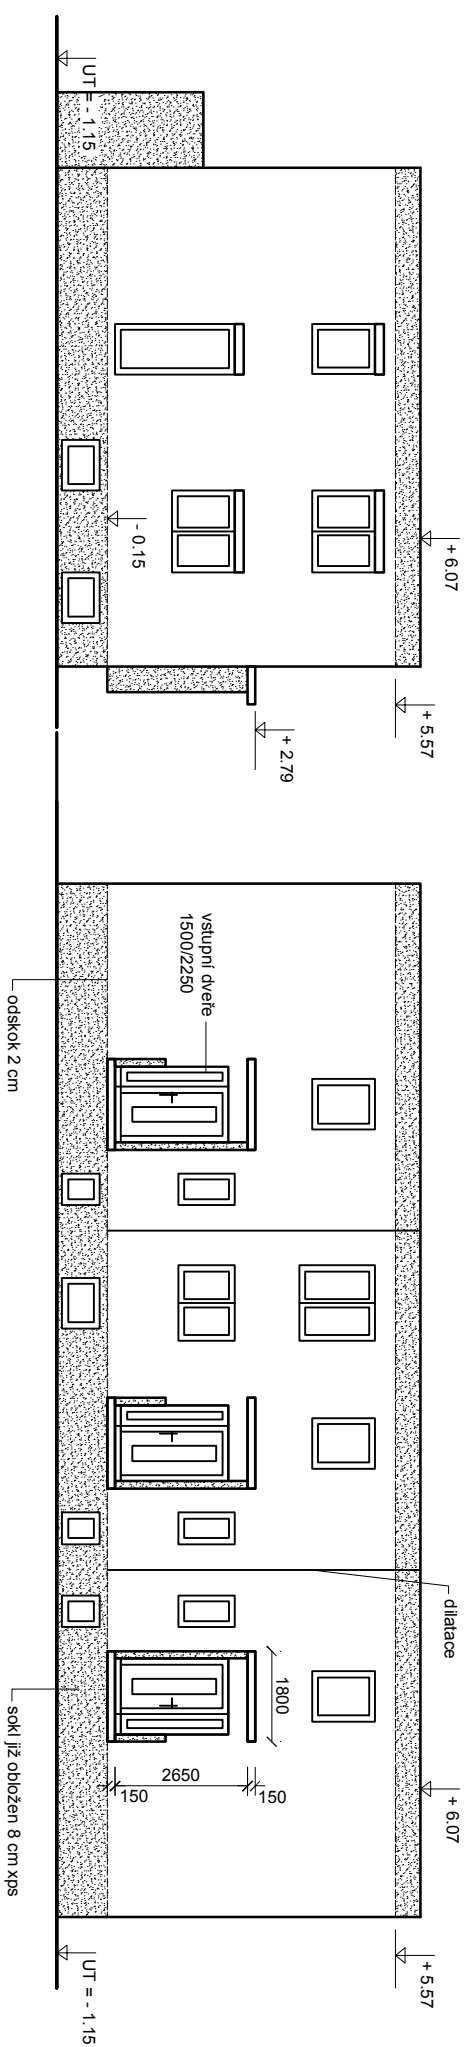 UT = - 1.15
- 0.15
+ 6.07
+ 5.57
+ 2.79
vstupní dveře
1500/2250
odskok 2 cm
dilatace
1800
2650
150
150
+ 6.07
sokl již obložen 8 cm xps
+ 5.57
UT = - 1.15